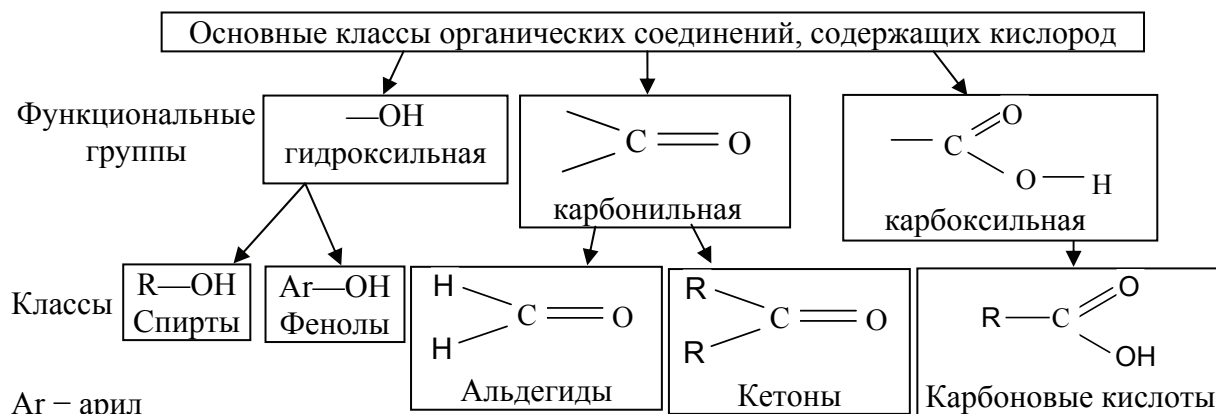 Основные классы органических соединений, содержащих кислород
Функциональные
группы
—OH
гидроксильная
C=O
карбонильная
—C
O
O—H
карбоксильная
Классы
R—OH
Спирты
Ar—OH
Фенолы
H
H
C=O
Альдегиды
R
R
C=O
Кетоны
R—C
O
OH
Карбоновые кислоты
Ar – арил